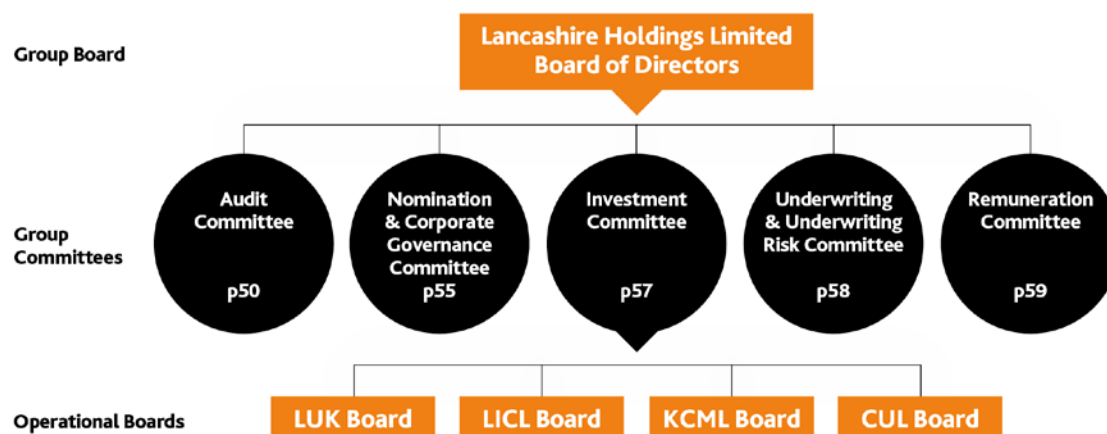 Group Board
Lancashire Holdings Limited
Board of Directors
Group
Committees
Audit
Committee
p50
Nomination
& Corporate
Governance
Committee
p55
Investment
Committee
p57
Underwriting
& Underwriting
Risk Committee
p58
Remuneration
Committee
p59
Operational Boards
LUK Board
LICL Board
KCML Board
CUL Board